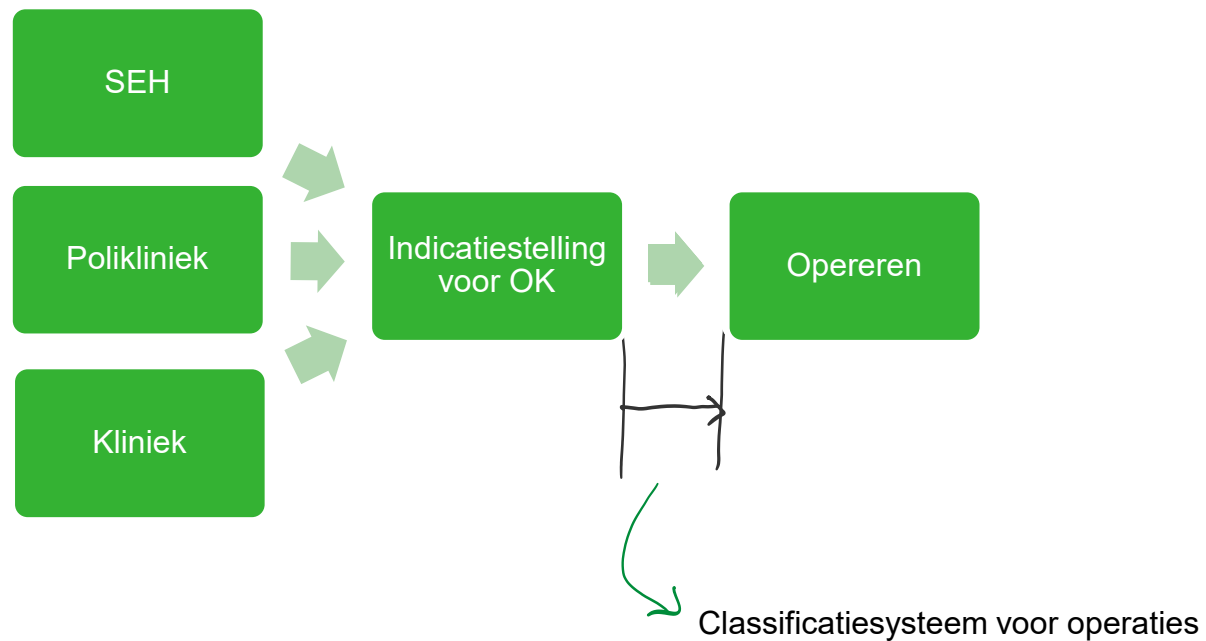 SEH
Polikliniek
Kliniek
Indicatiestelling
voor OK
Opereren
Classificatiesysteem voor operaties